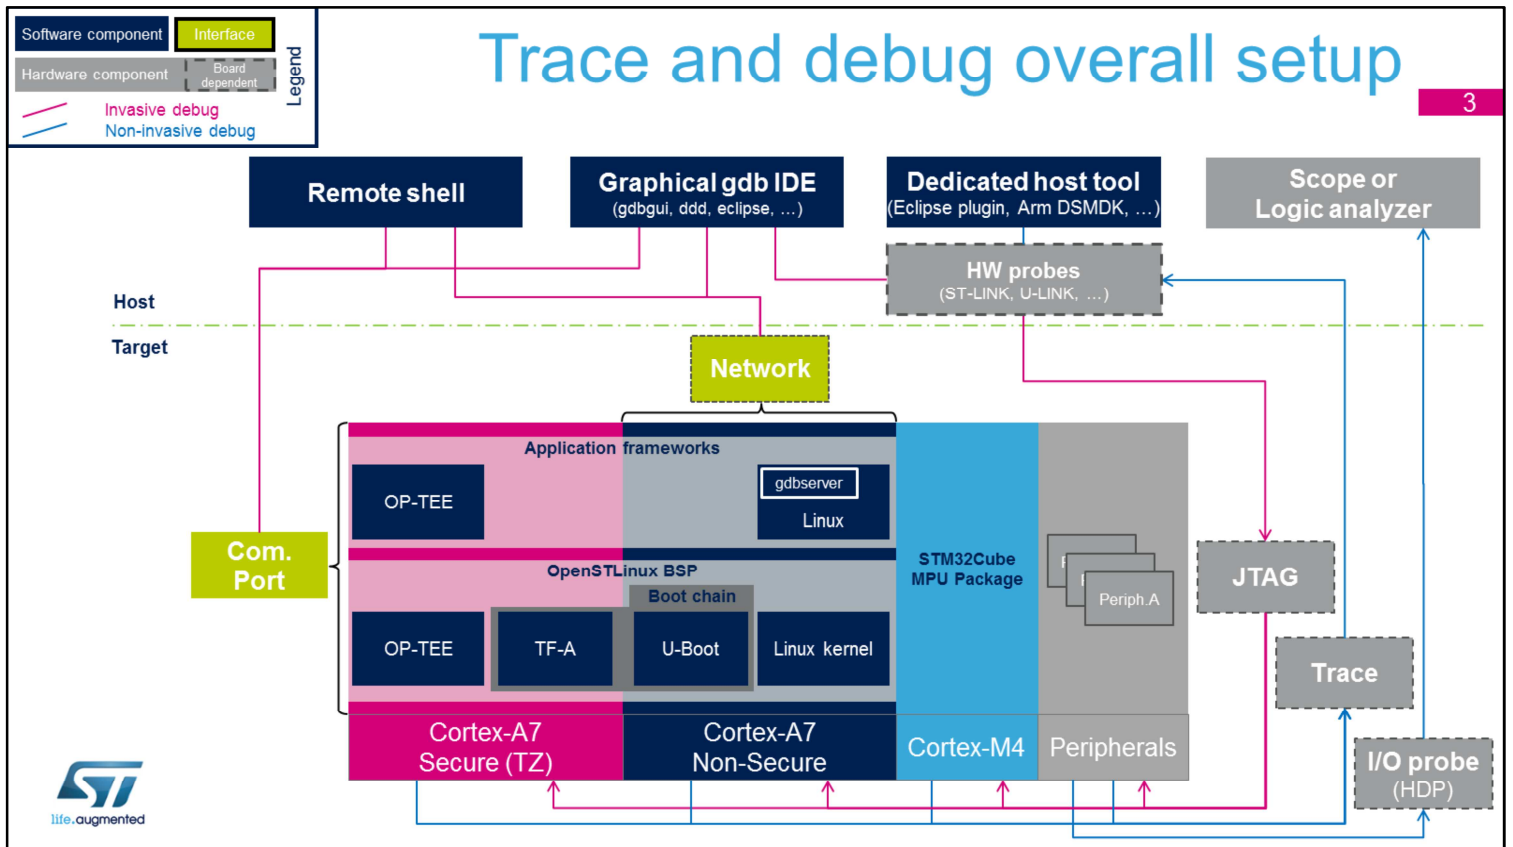 Software component
Interface
Hardware component
Board
dependent
Legend
Invasive debug
Non-invasive debug
Trace and debug overall setup
3
Remote shell
Graphical gdb IDE
(gdbgui, ddd, eclipse, …)
Dedicated host tool
(Eclipse plugin, Arm DSMDK, …)
Scope or
Logic analyzer
HW probes
(ST-LINK, U-LINK, …)
Host
Target
Network
Application frameworks
OP-TEE
gdbserver
Linux
Com.
Port
OpenSTLinux BSP
Boot chain
OP-TEE
TF-A
U-Boot
Linux kernel
STM32Cube
MPU Package
Periph.A
JTAG
Trace
I/O probe
(HDP)
Cortex-A7
Secure (TZ)
Cortex-A7
Non-Secure
Cortex-M4
Peripherals
ST
life.augmented